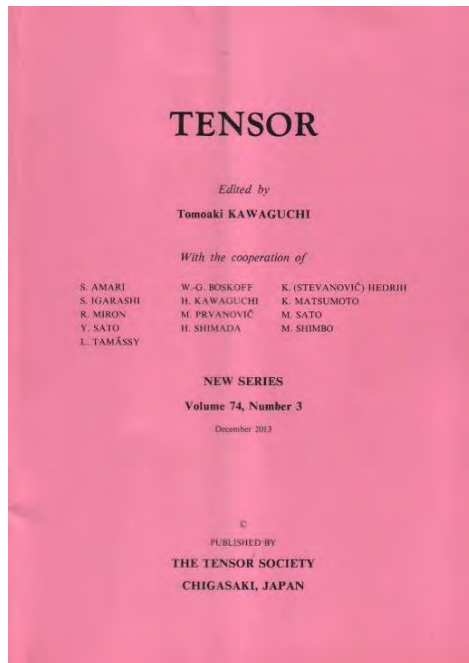 TENSOR
Edited by
Tomoaki KAWAGUCHI
With the cooperation of
S. AMARI W.-G. BOSKOFF K. (STEVANOVIĆ) HEDRIH
S. IGARASHI H. KAWAGUCHI K. MATSUMOTO
R. MIRON M. PRVANOVIČ M. SATO
Y. SATO H. SHIMADA M. SHIMBO
L. TAMÁSSY
NEW SERIES
Volume 74, Number 3
December 2013
©
PUBLISHED BY
THE TENSOR SOCIETY
CHIGASAKI, JAPAN